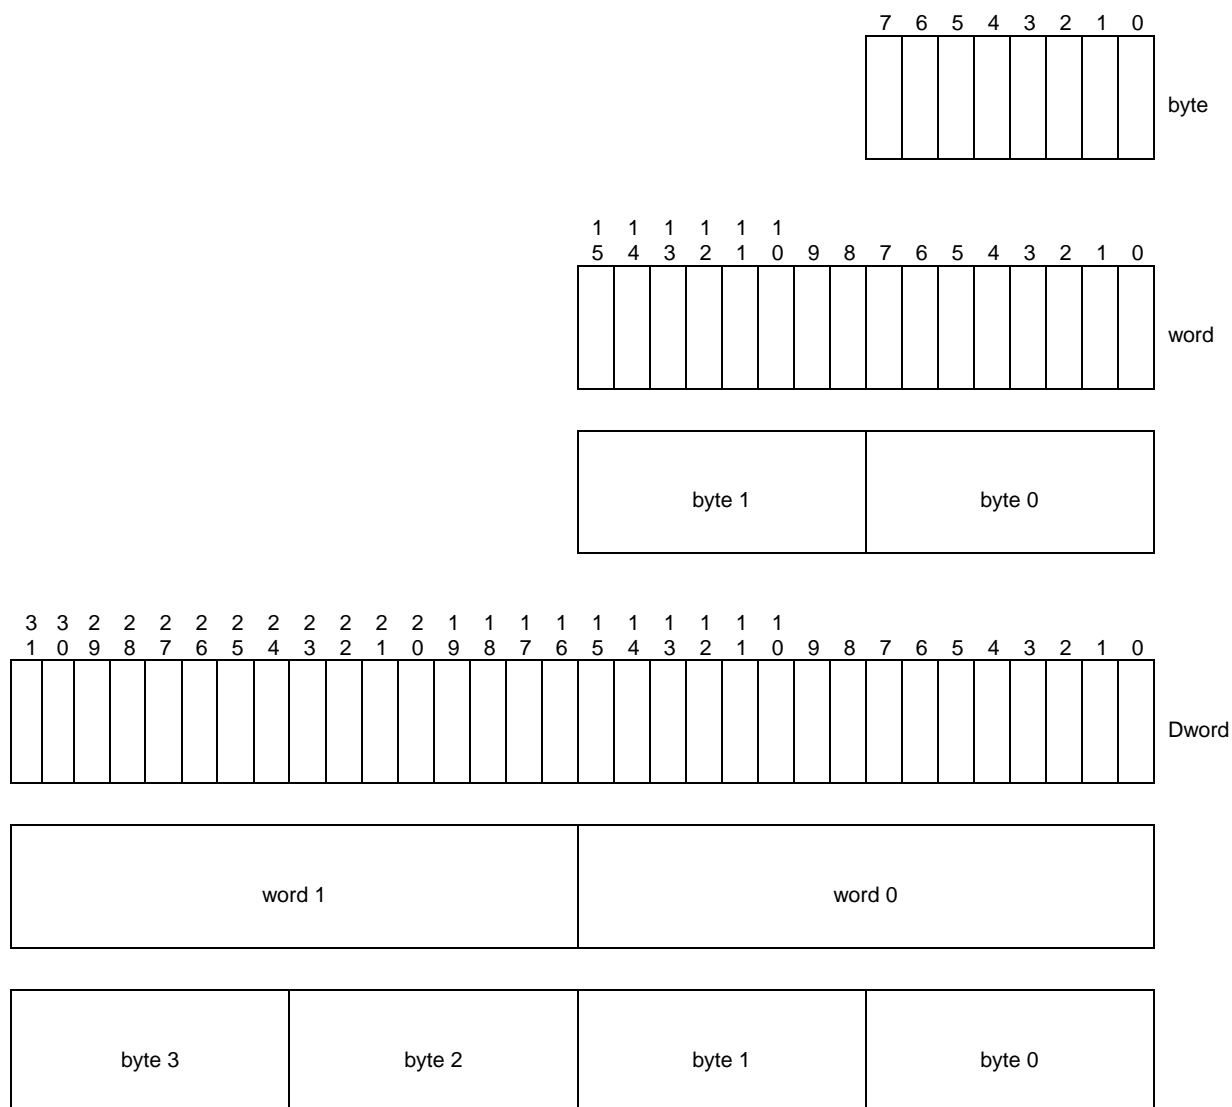 7 6 5 4 3 2 1 0
byte
1 1 1 1 1 1
5 4 3 2 1 0 9 8 7 6 5 4 3 2 1 0
word
byte 1 byte 0
3 3 2 2 2 2 2 2 2 2 2 2 1 1 1 1 1 1 1 1 1 1
1 0 9 8 7 6 5 4 3 2 1 0 9 8 7 6 5 4 3 2 1 0 9 8 7 6 5 4 3 2 1 0
Dword
word 1 word 0
byte 3 byte 2 byte 1 byte 0